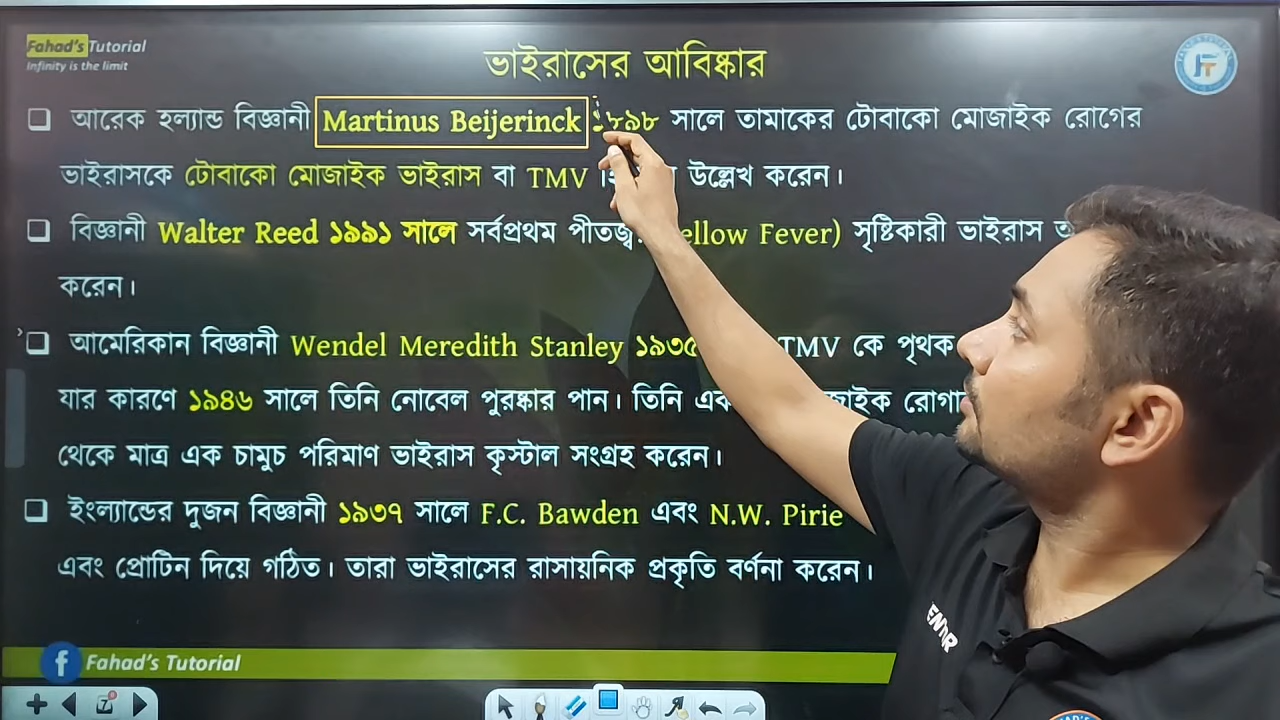 Fahad's Tutorial
Infinity is the limit
ভাইরাসের আবিষ্কার
আরেক হল্যান্ড বিজ্ঞানী Martinus Beijerinck ১৮৯৮ সালে তামাকের টোবাকো মোজাইক রোগের
ভাইরাসকে টোবাকো মোজাইক ভাইরাস বা TMV উল্লেখ করেন।
বিজ্ঞানী Walter Reed ১৯৯১ সালে সর্বপ্রথম পীতজ্ব ellow Fever) সৃষ্টিকারী ভাইরাস
করেন।
আমেরিকান বিজ্ঞানী Wendel Meredith Stanley ১৯৩৫ TMV কে পৃথক
যার কারণে ১৯৪৬ সালে তিনি নোবেল পুরষ্কার পান। তিনি রোগা
থেকে মাত্র এক চামুচ পরিমাণ ভাইরাস কৃস্টাল সংগ্রহ করেন।
ইংল্যান্ডের দুজন বিজ্ঞানী ১৯৩৭ সালে F.C. Bawden এবং N.W. Pirie
এবং প্রোটিন দিয়ে গঠিত। তারা ভাইরাসের রাসায়নিক প্রকৃতি বর্ণনা করেন।
Fahad's Tutorial